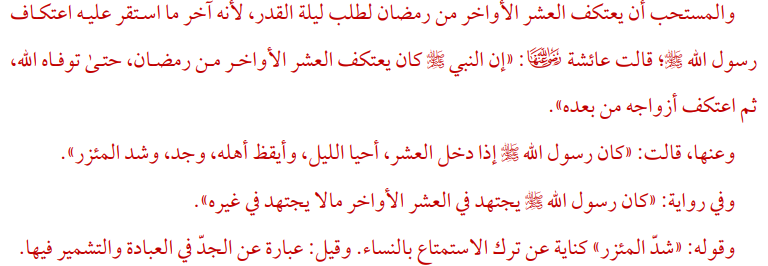 والمستحب أن يعتكف العشر الأواخر من رمضان لطلب ليلة القدر، لأنه آخر ما استقر عليه اعتكاف
رسول الله ﷺ؛ قالت عائشة رضي الله عنها: «إن النبي ﷺ كان يعتكف العشر الأواخر من رمضان، حتىٰ توفاه الله،
ثم اعتكف أزواجه من بعده».
وعنها، قالت: «كان رسول الله ﷺ إذا دخل العشر، أحيا الليل، وأيقظ أهله، وجد، وشد المئزر».
وفي رواية: «كان رسول الله ﷺ يجتهد في العشر الأواخر مالا يجتهد في غيره».
وقوله: «شدّ المئزر» كناية عن ترك الاستمتاع بالنساء. وقيل: عبارة عن الجدّ في العبادة والتشمير فيها.